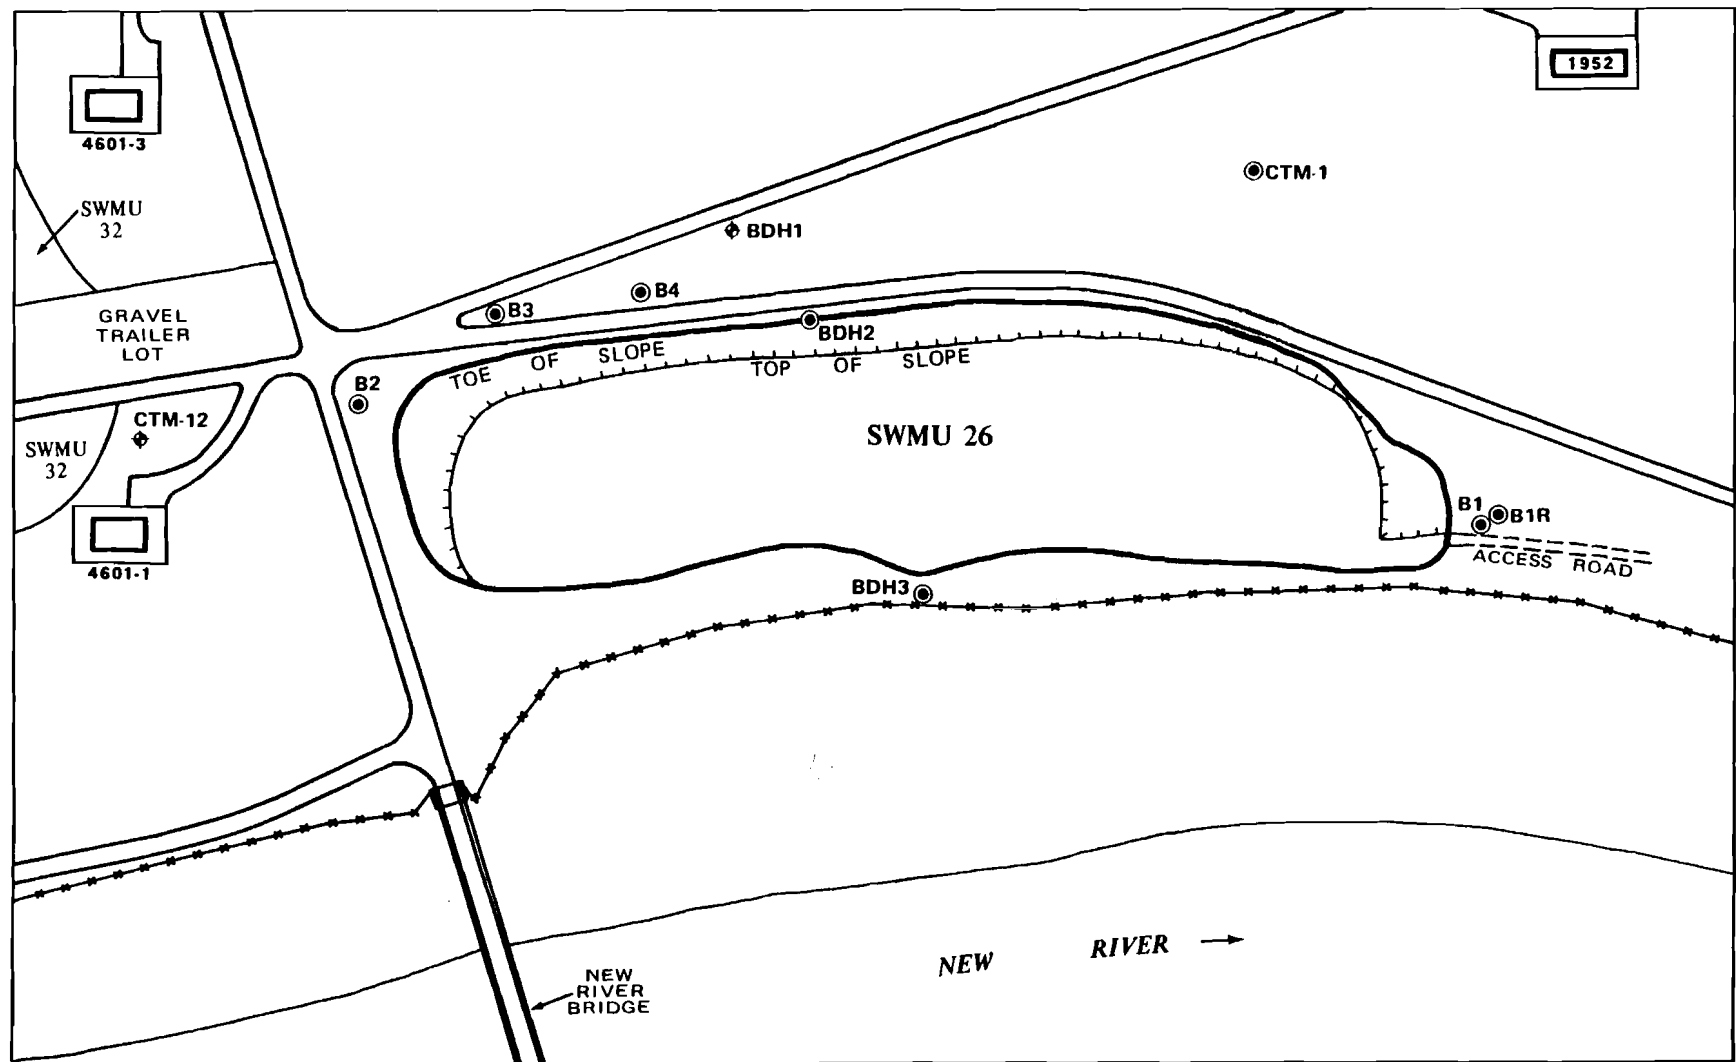 1952
4601-3
CTM-1
SWMU
32
BDH1
B4
B3
GRAVEL
TRAILER
LOT
BDH2
TOE OF SLOPE
TOP OF SLOPE
B2
CTM-12
SWMU
32
SWMU 26
B1
B1R
4601-1
ACCESS ROAD
BDH3
NEW RIVER
NEW
RIVER
BRIDGE